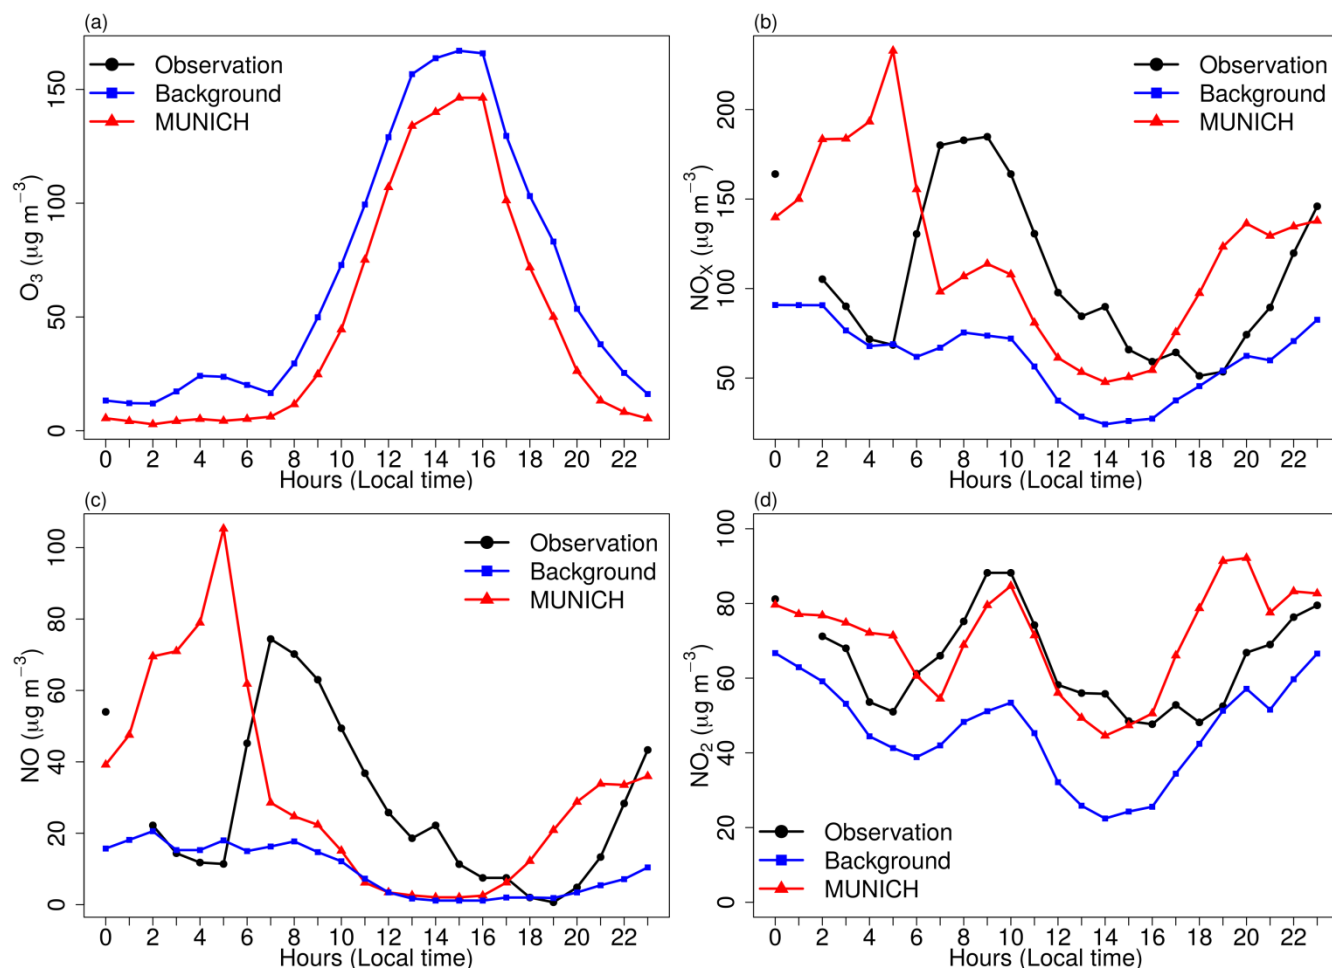 (a)
Observation
Background
MUNICH
O₃ (μg m⁻³)
0 50 100 150
0 2 4 6 8 10 12 14 16 18 20 22
Hours (Local time)
(b)
Observation
Background
MUNICH
NOX (μg m⁻³)
50 100 150 200
0 2 4 6 8 10 12 14 16 18 20 22
Hours (Local time)
(c)
Observation
Background
MUNICH
NO (μg m⁻³)
0 20 40 60 80 100
0 2 4 6 8 10 12 14 16 18 20 22
Hours (Local time)
(d)
Observation
Background
MUNICH
NO₂ (μg m⁻³)
0 20 40 60 80 100
0 2 4 6 8 10 12 14 16 18 20 22
Hours (Local time)